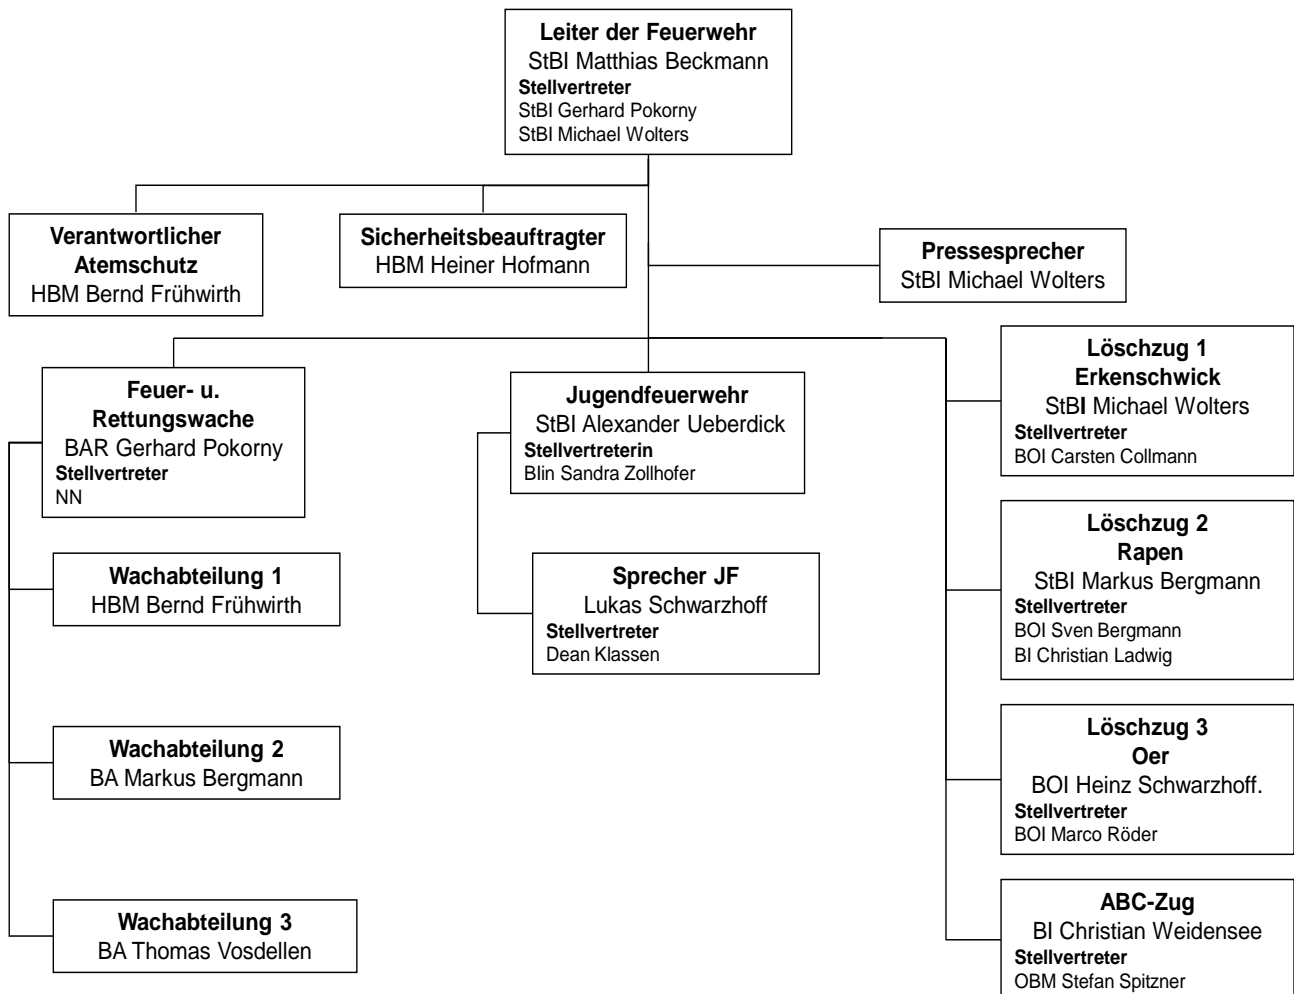 Leiter der Feuerwehr
StBI Matthias Beckmann
Stellvertreter
StBI Gerhard Pokorny
StBI Michael Wolters
Verantwortlicher
Atemschutz
HBM Bernd Frühwirth
Sicherheitsbeauftragter
HBM Heiner Hofmann
Pressesprecher
StBI Michael Wolters
Feuer- u.
Rettungswache
BAR Gerhard Pokorny
Stellvertreter
NN
Wachabteilung 1
HBM Bernd Frühwirth
Wachabteilung 2
BA Markus Bergmann
Wachabteilung 3
BA Thomas Vosdellen
Jugendfeuerwehr
StBI Alexander Ueberdick
Stellvertreterin
BIin Sandra Zollhofer
Sprecher JF
Lukas Schwarzhoff
Stellvertreter
Dean Klassen
Löschzug 1
Erkenschwick
StBI Michael Wolters
Stellvertreter
BOI Carsten Collmann
Löschzug 2
Rapen
StBI Markus Bergmann
Stellvertreter
BOI Sven Bergmann
BI Christian Ladwig
Löschzug 3
Oer
BOI Heinz Schwarzhoff.
Stellvertreter
BOI Marco Röder
ABC-Zug
BI Christian Weidensee
Stellvertreter
OBM Stefan Spitzner